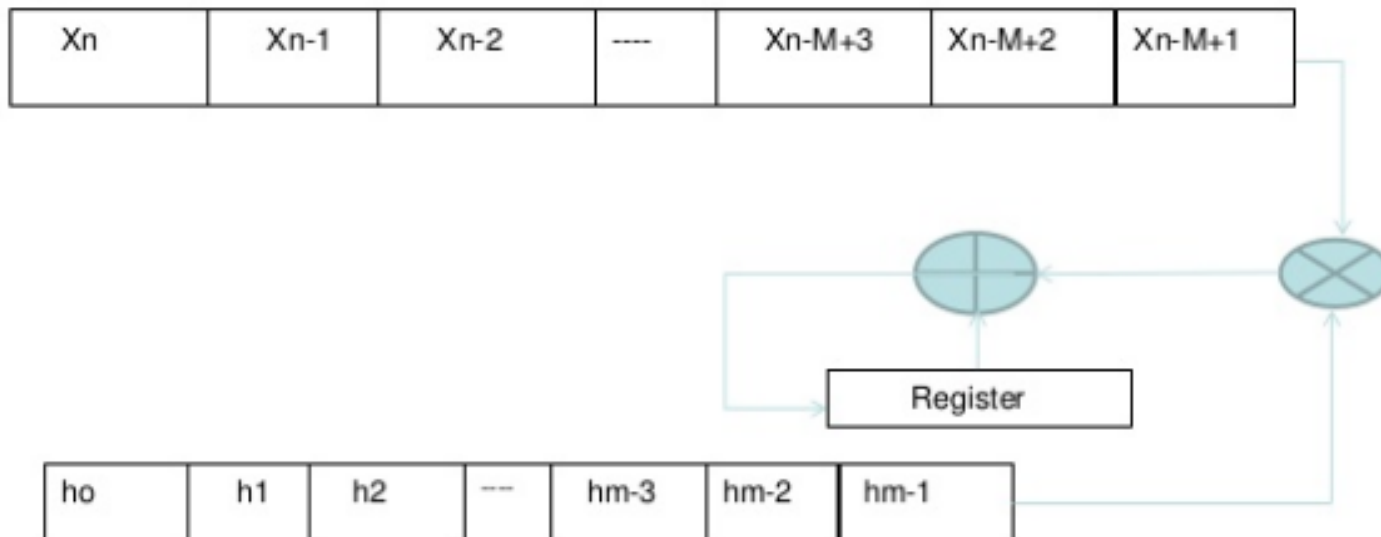 Xn Xn-1 Xn-2 ---- Xn-M+3 Xn-M+2 Xn-M+1
Register
ho h1 h2 ---- hm-3 hm-2 hm-1